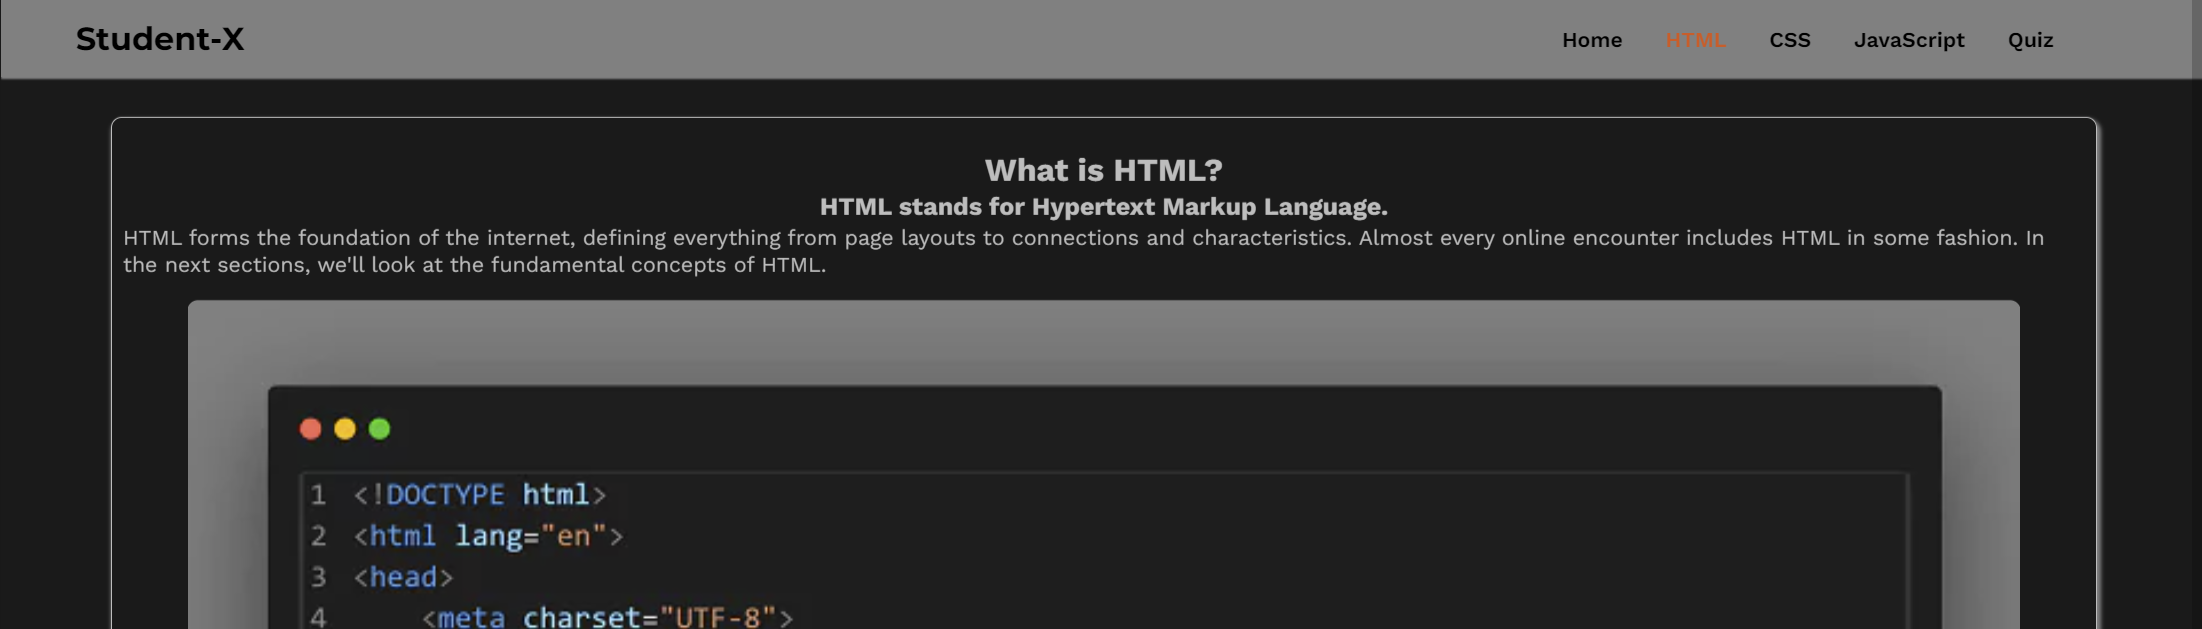 Student-X
Home HTML CSS JavaScript Quiz
What is HTML?
HTML stands for Hypertext Markup Language.
HTML forms the foundation of the internet, defining everything from page layouts to connections and characteristics. Almost every online encounter includes HTML in some fashion. In
the next sections, we'll look at the fundamental concepts of HTML.
1 <!DOCTYPE html>
2 <html lang="en">
3 <head>
4 <meta charset="UTF-8">